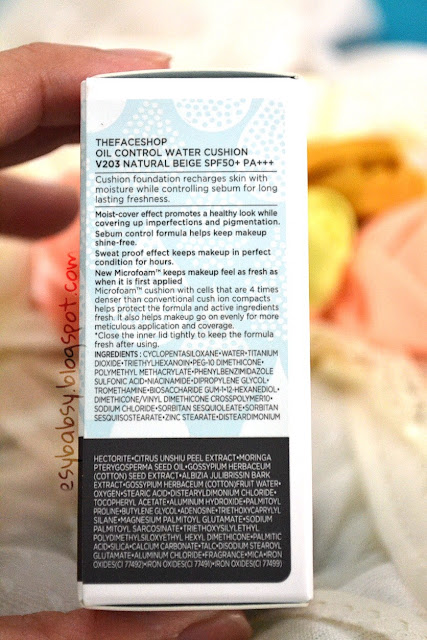 THEFACESHOP
OIL CONTROL WATER CUSHION
V203 NATURAL BEIGE SPF50+ PA+++
Cushion foundation recharges skin with
moisture while controlling sebum for long
lasting freshness.
Moist-cover effect promotes a healthy look while
covering up imperfections and pigmentation.
Sebum control formula helps keep makeup
shine-free.
Sweat proof effect keeps makeup in perfect
condition for hours.
New Microfoam™ keeps makeup feel as fresh as
when it is first applied
Microfoam™ cushion with cells that are 4 times
denser than conventional cush ion compacts
helps protect the formula and active ingredients
fresh. It also helps makeup go on evenly for more
meticulous application and coverage.
*Close the inner lid tightly to keep the formula
fresh after using.
INGREDIENTS : CYCLOPENTASILOXANE•WATER•TITANIUM
DIOXIDE•TRIETHYLHEXANOIN•PEG-10 DIMETHICONE•
POLYMETHYL METHACRYLATE•PHENYLBENZIMIDAZOLE
SULFONIC ACID•NIACINAMIDE•DIPROPYLENE GLYCOL•
TROMETHAMINE•BIOSACCHARIDE GUM-1•12-HEXANEDIOL•
DIMETHICONE/VINYL DIMETHICONE CROSSPOLYMER10•
SODIUM CHLORIDE•SORBITAN SESQUIOLEATE•SORBITAN
SESQUIISOSTEARATE•ZINC STEARATE•DISTEARDIMONIUM
HECTORITE•CITRUS UNSHIU PEEL EXTRACT•MORINGA
PTERYGOSPERMA SEED OIL•GOSSYPIUM HERBACEUM
(COTTON) SEED EXTRACT•ALBIZIA JULIBRISSIN BARK
EXTRACT•GOSSYPIUM HERBACEUM (COTTON)FRUIT WATER•
OXYGEN•STEARIC ACID•DISTEARYLDIMONIUM CHLORIDE•
TOCOPHERYL ACETATE•ALUMINUM HYDROXIDE•PALMITOYL
PROLINE•BUTYLENE GLYCOL•ADENOSINE•TRIETHOXYCAPRYLYL
SILANE•MAGNESIUM PALMITOYL GLUTAMATE•SODIUM
PALMITOYL SARCOSINATE•TRIETHOXYSILYLETHYL
POLYDIMETHYLSILOXYETHYL HEXYL DIMETHICONE•PALMITIC
ACID•SILICA•CALCIUM CARBONATE•TALC•DISODIUM STEAROYL
GLUTAMATE•ALUMINUM CHLORIDE•FRAGRANCE•MICA•IRON
OXIDES(CI 77492)•IRON OXIDES(CI 77491)•IRON OXIDES(CI 77499)
esybabsy.blogspot.com